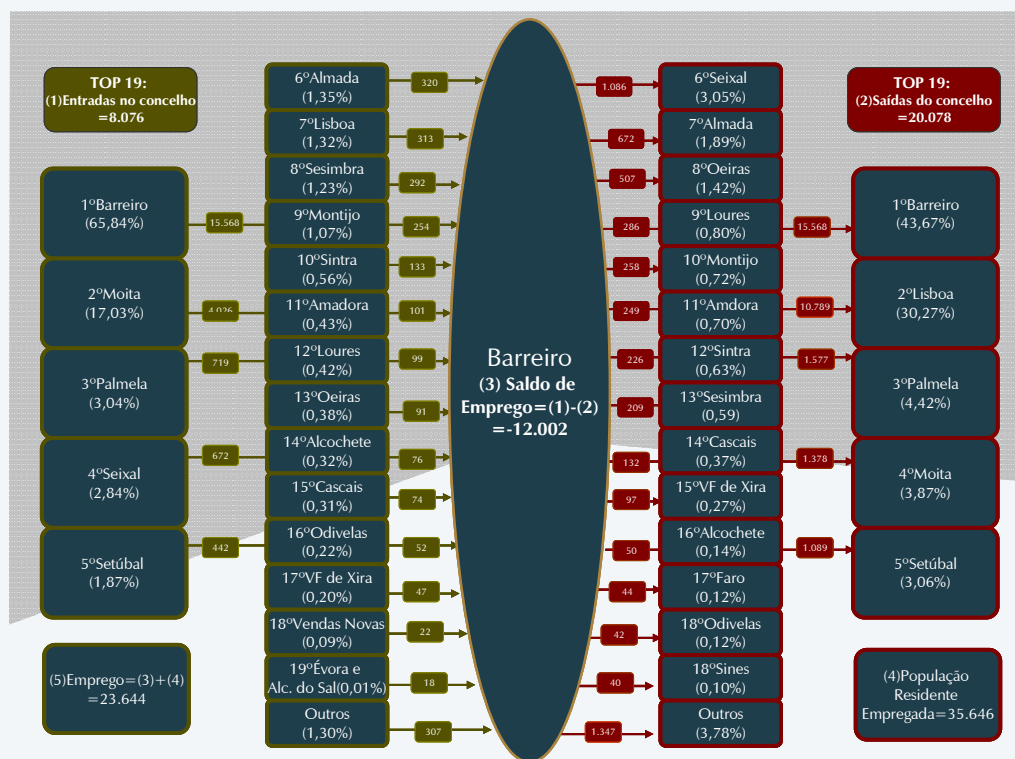 TOP 19:
(1)Entradas no concelho
=8.076
1ºBarreiro
(65,84%)
15.568
2ºMoita
(17,03%)
4.026
3ºPalmela
(3,04%)
719
4ºSeixal
(2,84%)
672
5ºSetúbal
(1,87%)
442
(5)Emprego=(3)+(4)
=23.644
6ºAlmada
(1,35%)
320
7ºLisboa
(1,32%)
313
8ºSesimbra
(1,23%)
292
9ºMontijo
(1,07%)
254
10ºSintra
(0,56%)
133
11ºAmadora
(0,43%)
101
12ºLoures
(0,42%)
99
13ºOeiras
(0,38%)
91
14ºAlcochete
(0,32%)
76
15ºCascais
(0,31%)
74
16ºOdivelas
(0,22%)
52
17ºVF de Xira
(0,20%)
47
18ºVendas Novas
(0,09%)
22
19ºÉvora e
Alc. do Sal(0,01%)
18
Outros
(1,30%)
307
Barreiro
(3) Saldo de
Emprego=(1)-(2)
=-12.002
1.086
6ºSeixal
(3,05%)
672
7ºAlmada
(1,89%)
507
8ºOeiras
(1,42%)
286
9ºLoures
(0,80%)
258
10ºMontijo
(0,72%)
249
11ºAmdora
(0,70%)
226
12ºSintra
(0,63%)
209
13ºSesimbra
(0,59)
132
14ºCascais
(0,37%)
97
15ºVF de Xira
(0,27%)
50
16ºAlcochete
(0,14%)
44
17ºFaro
(0,12%)
42
18ºOdivelas
(0,12%)
40
18ºSines
(0,10%)
1.347
Outros
(3,78%)
TOP 19:
(2)Saídas do concelho
=20.078
15.568
1ºBarreiro
(43,67%)
10.789
2ºLisboa
(30,27%)
1.577
3ºPalmela
(4,42%)
1.378
4ºMoita
(3,87%)
1.089
5ºSetúbal
(3,06%)
(4)População
Residente
Empregada=35.646